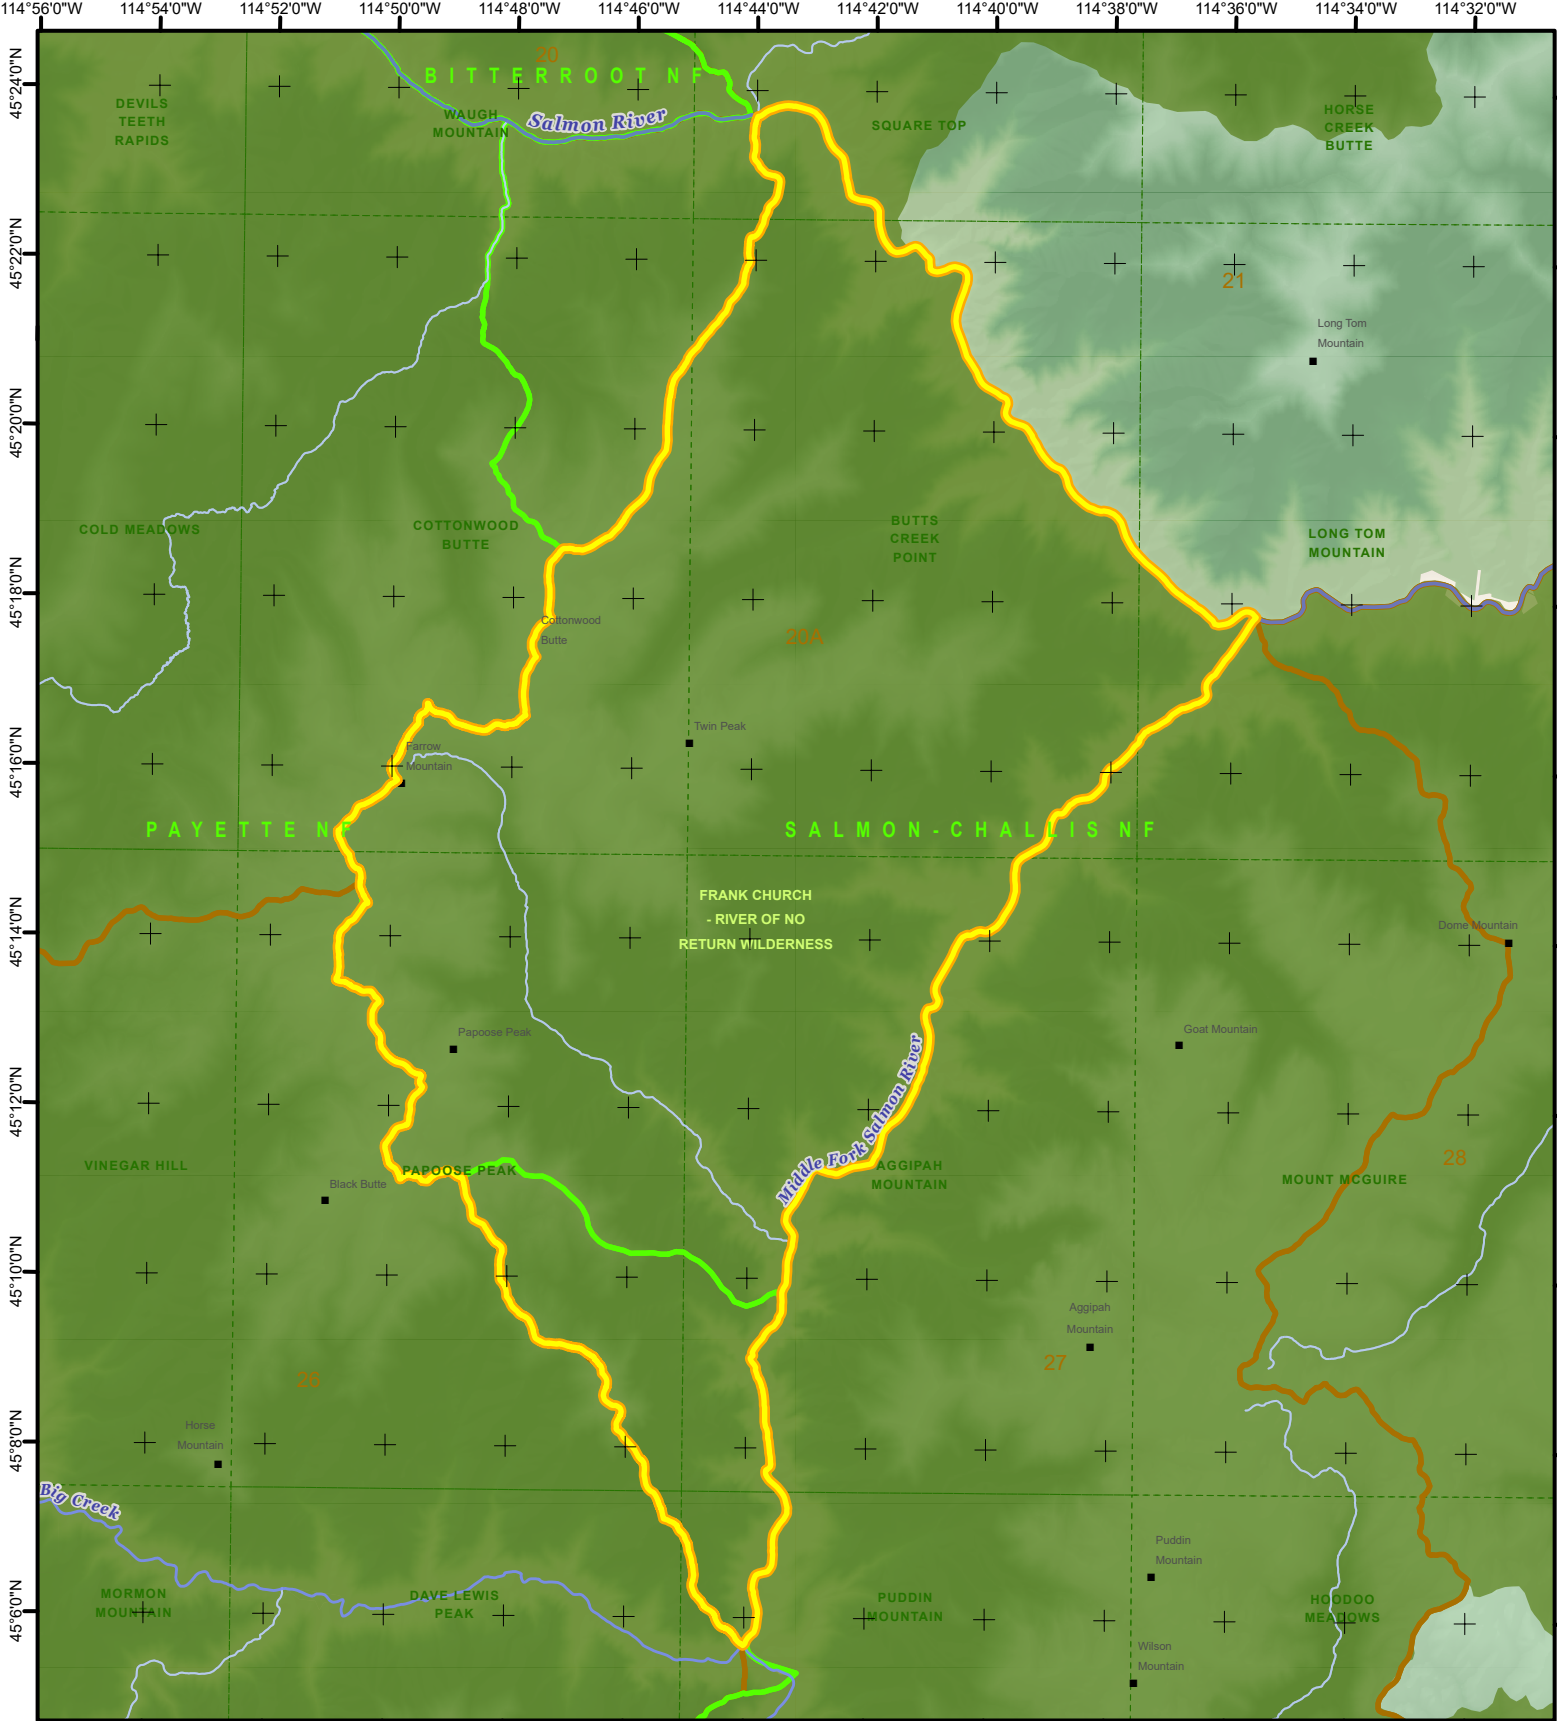 114°56'0"W 114°54'0"W 114°52'0"W 114°50'0"W 114°48'0"W 114°46'0"W 114°44'0"W 114°42'0"W 114°40'0"W 114°38'0"W 114°36'0"W 114°34'0"W 114°32'0"W
45°24'0"N
45°22'0"N
45°20'0"N
45°18'0"N
45°16'0"N
45°14'0"N
45°12'0"N
45°10'0"N
45°8'0"N
45°6'0"N
20
BITTERROOT NF
DEVILS
TEETH
RAPIDS
WAUGH
MOUNTAIN
Salmon River
SQUARE TOP
HORSE
CREEK
BUTTE
21
Long Tom
Mountain
COLD MEADOWS
COTTONWOOD
BUTTE
BUTTS
CREEK
POINT
LONG TOM
MOUNTAIN
Cottonwood
Butte
20A
Twin Peak
Farrow
Mountain
PAYETTE NF
SALMON-CHALLIS NF
FRANK CHURCH
- RIVER OF NO
RETURN WILDERNESS
Dome Mountain
Papoose Peak
Goat Mountain
Middle Fork Salmon River
VINEGAR HILL
PAPOOSE PEAK
AGGIPAH
MOUNTAIN
28
MOUNT MCGUIRE
Black Butte
Aggipah
Mountain
26
27
Horse
Mountain
Big Creek
Puddin
Mountain
MORMON
MOUNTAIN
DAVE LEWIS
PEAK
PUDDIN
MOUNTAIN
HOODOO
MEADOWS
Wilson
Mountain